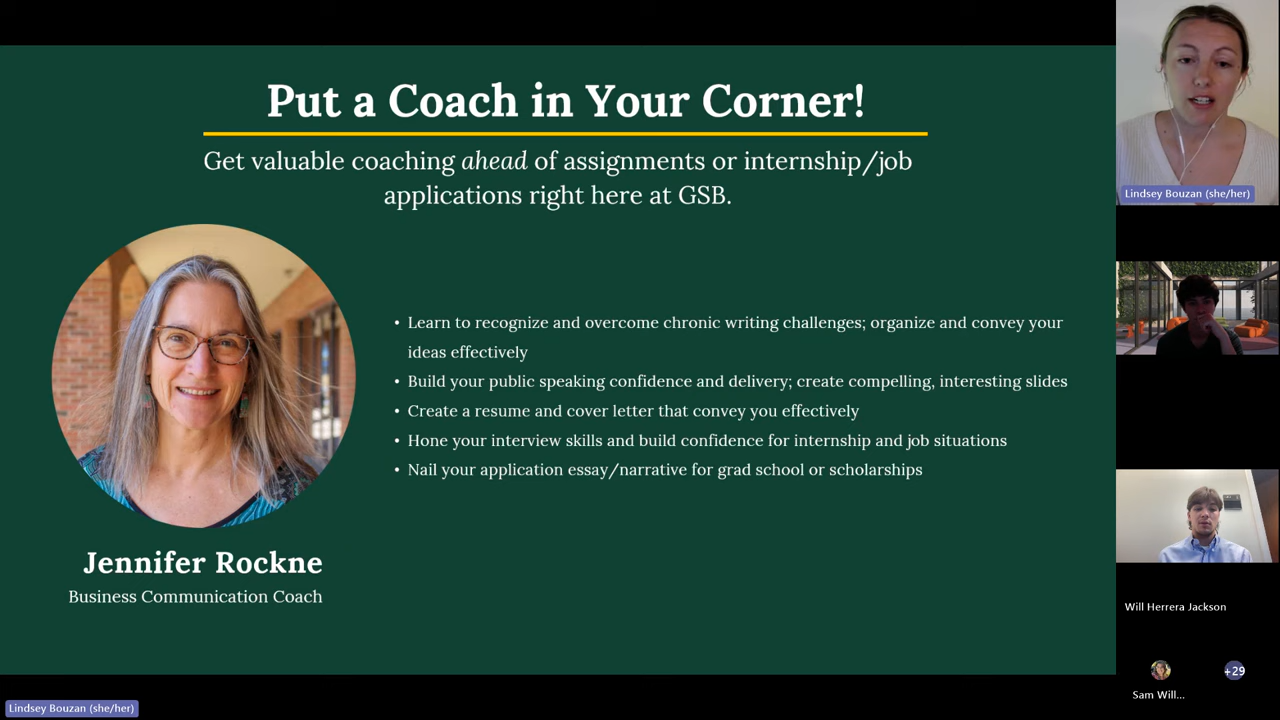 Put a Coach in Your Corner!
Get valuable coaching ahead of assignments or internship/job
applications right here at GSB.
• Learn to recognize and overcome chronic writing challenges; organize and convey your
ideas effectively
• Build your public speaking confidence and delivery; create compelling, interesting slides
• Create a resume and cover letter that convey you effectively
• Hone your interview skills and build confidence for internship and job situations
• Nail your application essay/narrative for grad school or scholarships
Jennifer Rockne
Business Communication Coach
Lindsey Bouzan (she/her)
Will Herrera Jackson
+29
Sam Will...
Lindsey Bouzan (she/her)